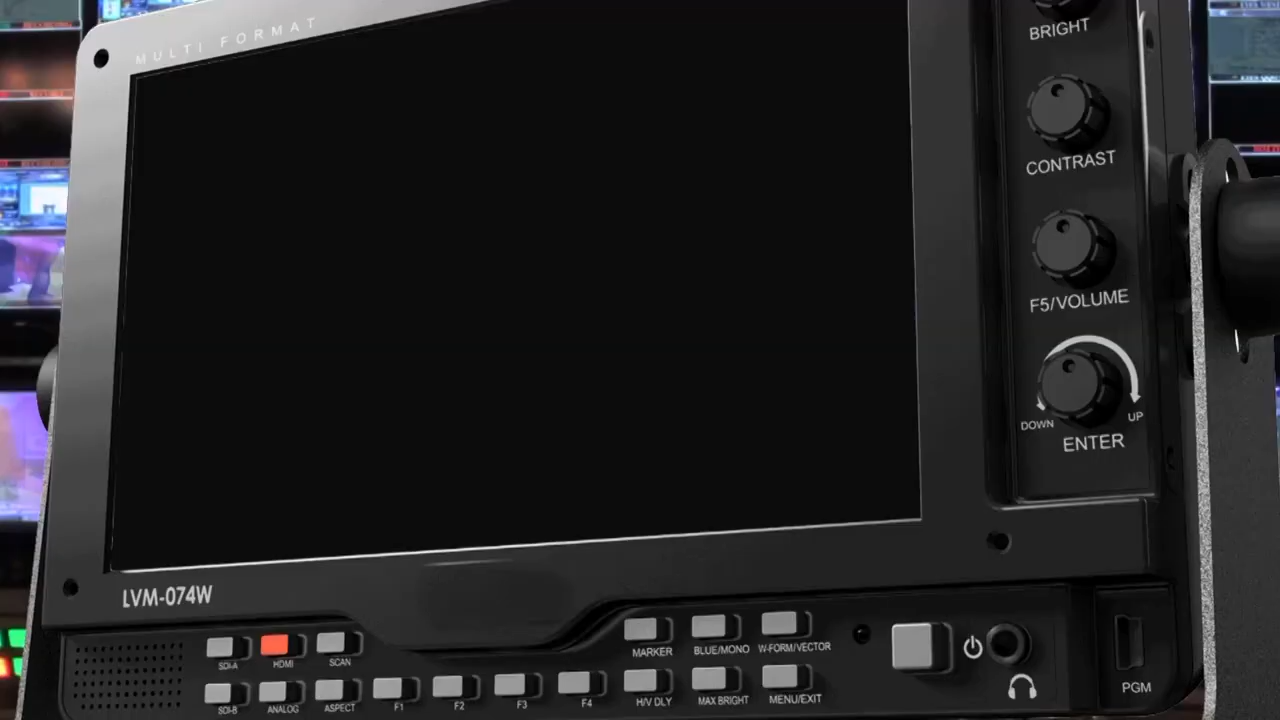 MULTI FORMAT
BRIGHT
CONTRAST
F5/VOLUME
DOWN
UP
ENTER
LVM-074W
SDI-A
HDMI
SCAN
MARKER
BLUE/MONO
W-FORM/VECTOR
SDI-B
ANALOG
ASPECT
F1
F2
F3
F4
H/V DLY
MAX BRIGHT
MENU/EXIT
PGM